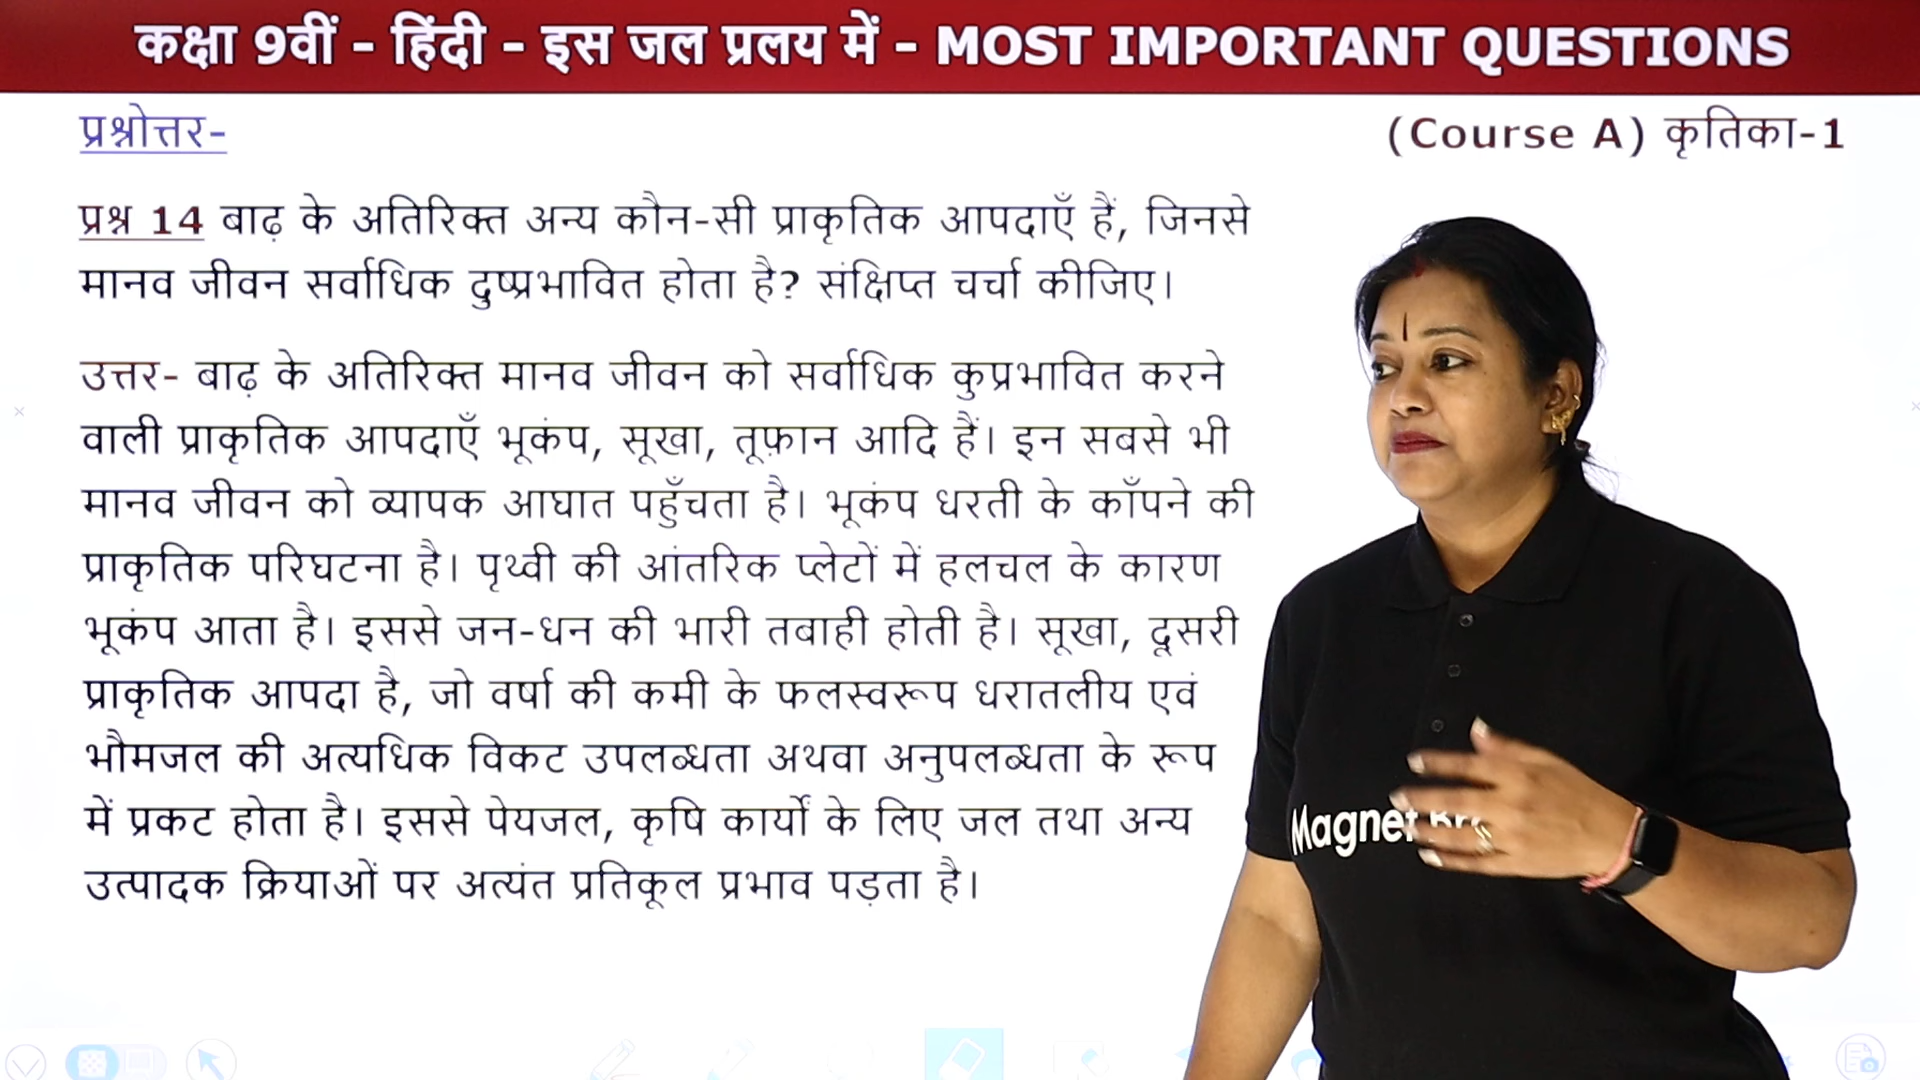 कक्षा 9वीं - हिंदी - इस जल प्रलय में - MOST IMPORTANT QUESTIONS
प्रश्नोत्तर-
(Course A) कृतिका-1
प्रश्न 14 बाढ़ के अतिरिक्त अन्य कौन-सी प्राकृतिक आपदाएँ हैं, जिनसे
मानव जीवन सर्वाधिक दुष्प्रभावित होता है? संक्षिप्त चर्चा कीजिए।
उत्तर- बाढ़ के अतिरिक्त मानव जीवन को सर्वाधिक कुप्रभावित करने
वाली प्राकृतिक आपदाएँ भूकंप, सूखा, तूफ़ान आदि हैं। इन सबसे भी
मानव जीवन को व्यापक आघात पहुँचता है। भूकंप धरती के काँपने की
प्राकृतिक परिघटना है। पृथ्वी की आंतरिक प्लेटों में हलचल के कारण
भूकंप आता है। इससे जन-धन की भारी तबाही होती है। सूखा, दूसरी
प्राकृतिक आपदा है, जो वर्षा की कमी के फलस्वरूप धरातलीय एवं
भौमजल की अत्यधिक विकट उपलब्धता अथवा अनुपलब्धता के रूप
में प्रकट होता है। इससे पेयजल, कृषि कार्यों के लिए जल तथा अन्य
उत्पादक क्रियाओं पर अत्यंत प्रतिकूल प्रभाव पड़ता है।
Magnet